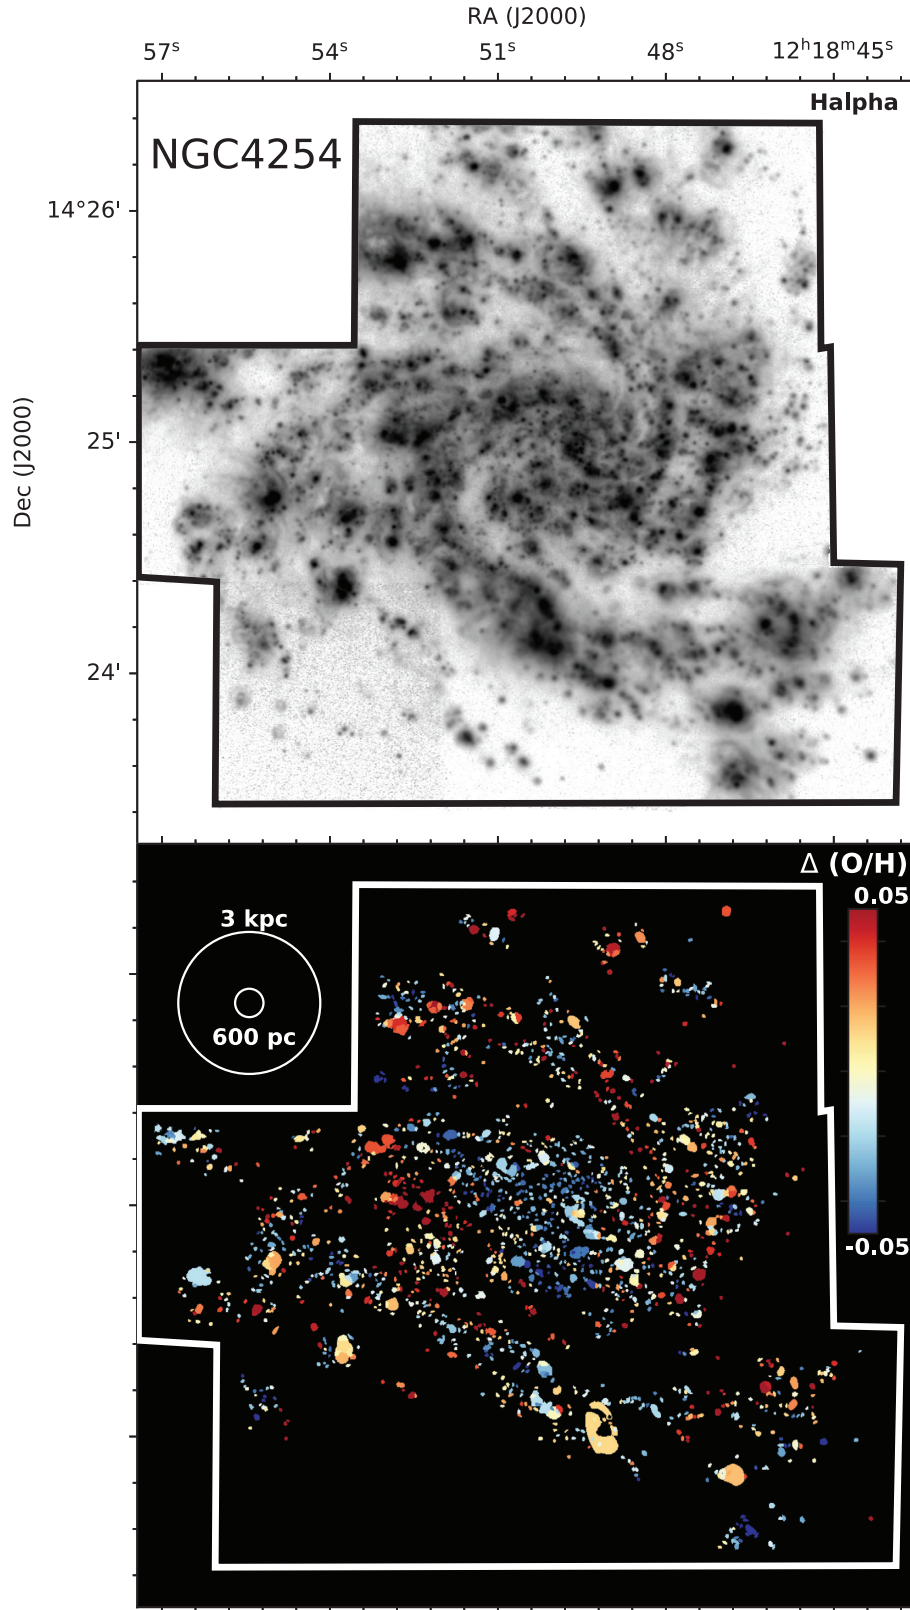 RA (J2000)
57ˢ 54ˢ 51ˢ 48ˢ 12ʰ18ᵐ45ˢ
Halpha
NGC4254
14°26'
25'
Dec (J2000)
24'
Δ (O/H)
0.05
3 kpc
600 pc
-0.05